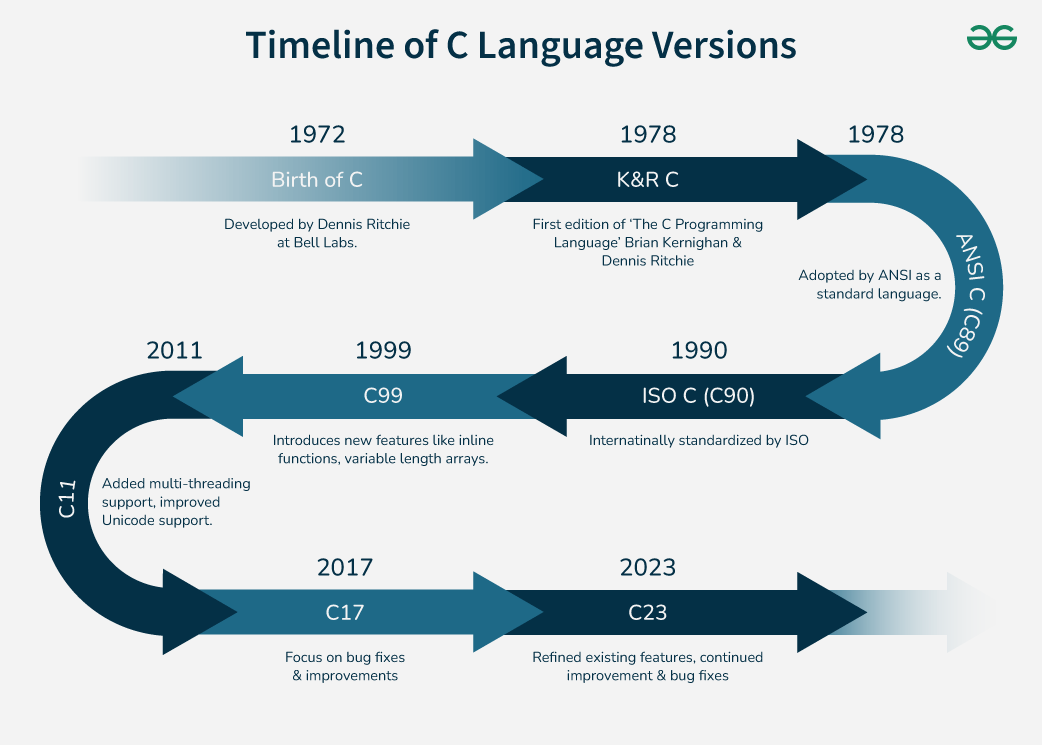 Timeline of C Language Versions
1972
Birth of C
Developed by Dennis Ritchie
at Bell Labs.
1978
K&R C
First edition of ‘The C Programming
Language’ Brian Kernighan &
Dennis Ritchie
1978
ANSI C (C89)
Adopted by ANSI as a
standard language.
1990
ISO C (C90)
Internatinally standardized by ISO
1999
C99
Introduces new features like inline
functions, variable length arrays.
2011
C11
Added multi-threading
support, improved
Unicode support.
2017
C17
Focus on bug fixes
& improvements
2023
C23
Refined existing features, continued
improvement & bug fixes